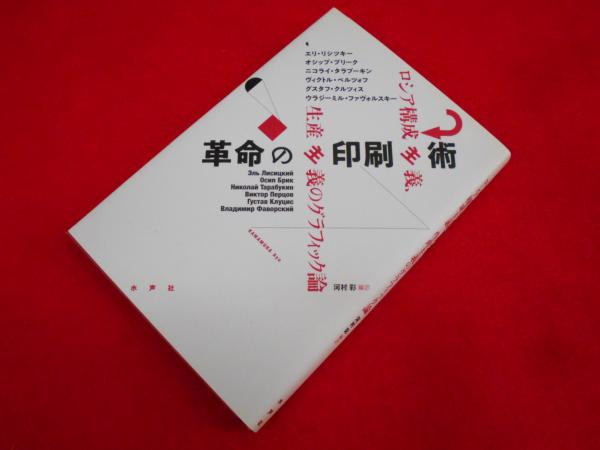 エリ・リシツキー
オシップ・ブリーク
ニコライ・タラブーキン
ヴィクトル・ペルツォフ
グスタフ・クルツィス
ウラジーミル・ファヴォルスキー
ロシア構成主義、
生産主義のグラフィック論
革命の印刷術
Эль Лисицкий
Осип Брик
Николай Тарабукин
Виктор Перцов
Густав Клуцис
Владимир Фаворский
KAWAMURA Aya
河村彩 編訳
水声社